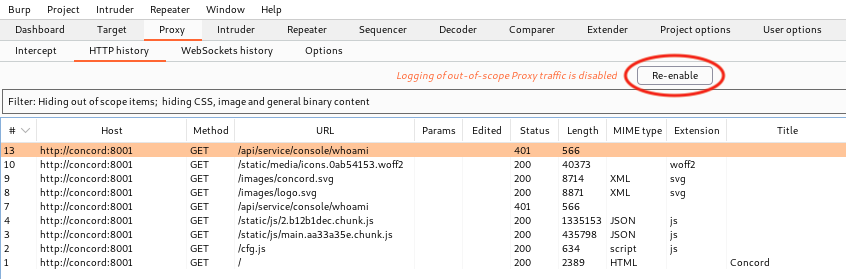 Burp Project Intruder Repeater Window Help
Dashboard Target Proxy Intruder Repeater Sequencer Decoder Comparer Extender Project options User options
Intercept HTTP history WebSockets history Options
Logging of out-of-scope Proxy traffic is disabled Re-enable
Filter: Hiding out of scope items; hiding CSS, image and general binary content
# Host Method URL Params Edited Status Length MIME type Extension Title
13 http://concord:8001 GET /api/service/console/whoami 401 566
10 http://concord:8001 GET /static/media/icons.0ab54153.woff2 200 40373 woff2
9 http://concord:8001 GET /images/concord.svg 200 8714 XML svg
8 http://concord:8001 GET /images/logo.svg 200 8871 XML svg
7 http://concord:8001 GET /api/service/console/whoami 401 566
4 http://concord:8001 GET /static/js/2.b12b1dec.chunk.js 200 1335153 JSON js
3 http://concord:8001 GET /static/js/main.aa33a35e.chunk.js 200 435798 JSON js
2 http://concord:8001 GET /cfg.js 200 634 script js
1 http://concord:8001 GET / 200 2389 HTML Concord